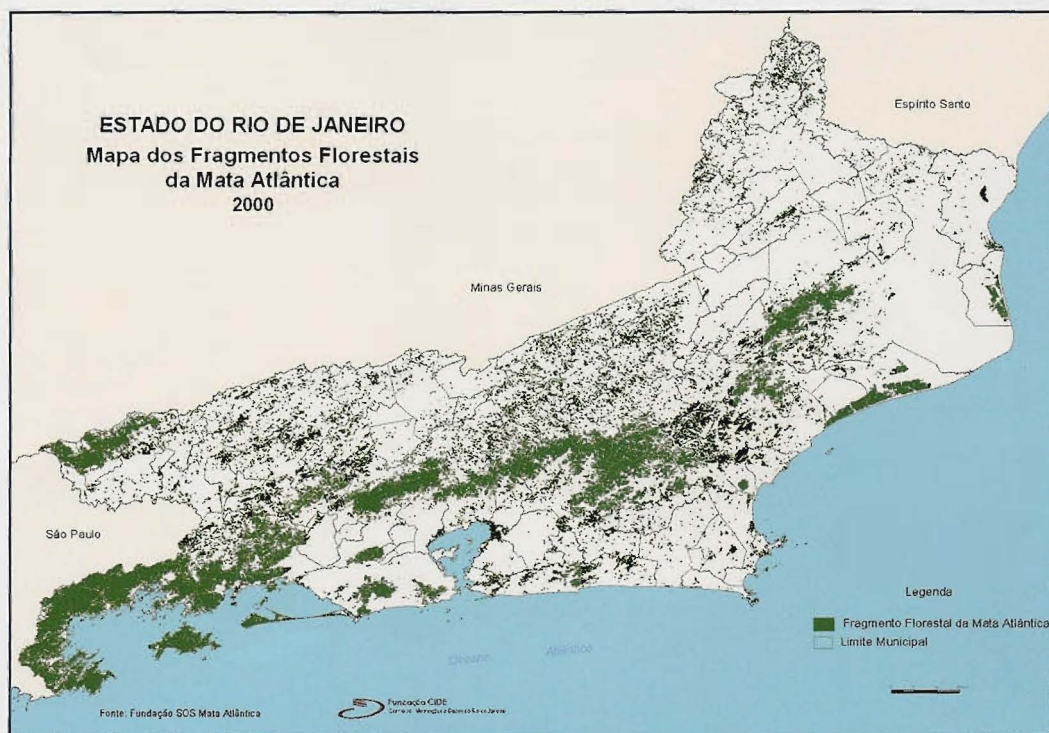 ESTADO DO RIO DE JANEIRO
Mapa dos Fragmentos Florestais
da Mata Atlântica
2000
Espírito Santo
Minas Gerais
São Paulo
Legenda
Fragmento Florestal da Mata Atlântica
Limite Municipal
Oceano Atlântico
Fonte: Fundação SOS Mata Atlântica
Fundação CIDE